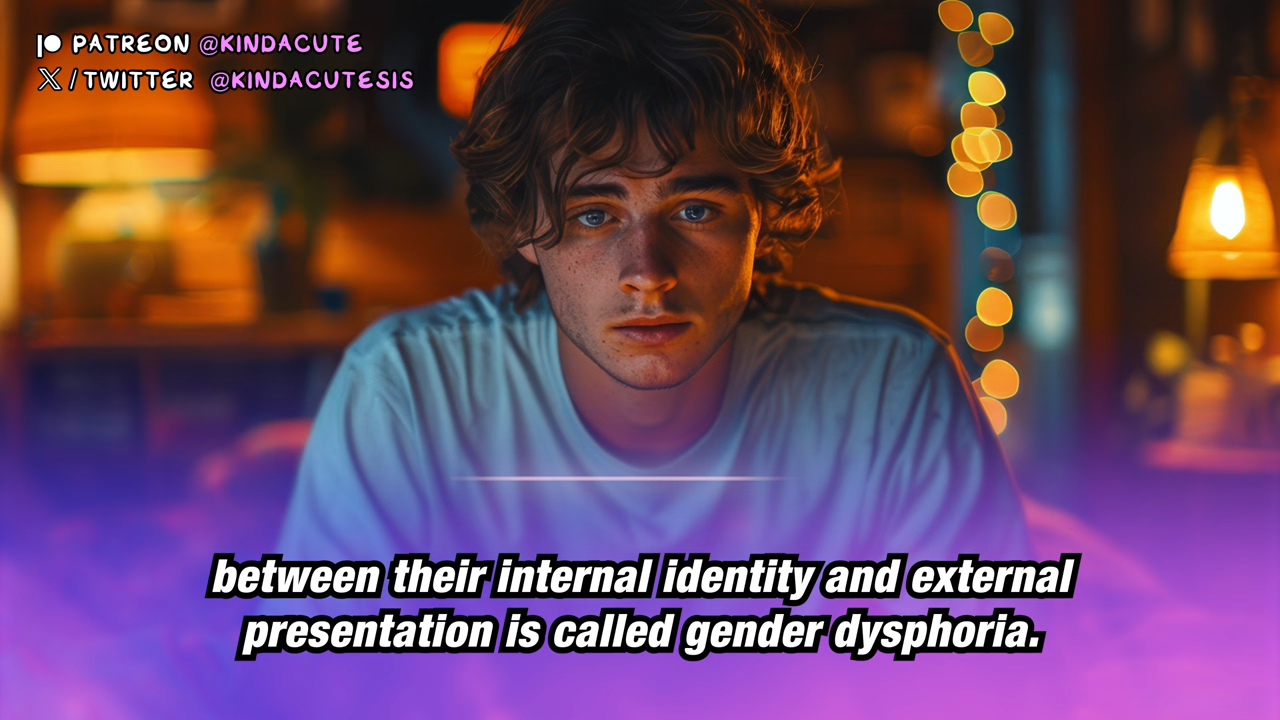 PATREON @KINDACUTE
X/TWITTER @KINDACUTESIS
between their internal identity and external
presentation is called gender dysphoria.